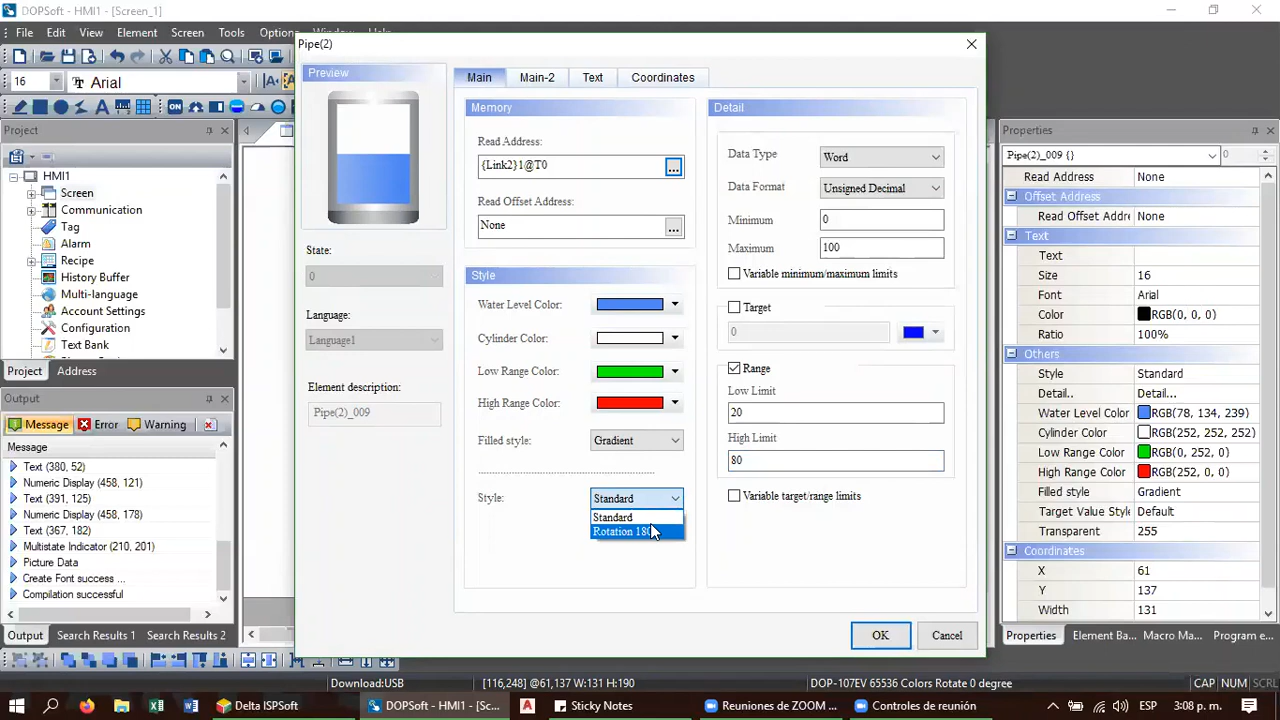 DOPSoft - HMI1 - [Screen_1]
File Edit View Element Screen Tools
Pipe(2)
16 Arial
Project
HMI1
Screen
Communication
Tag
Alarm
Recipe
History Buffer
Multi-language
Account Settings
Configuration
Text Bank
Project Address
Output
Message Error Warning
Message
Text (380, 52)
Numeric Display (458, 121)
Text (391, 125)
Numeric Display (458, 178)
Text (367, 182)
Multistate Indicator (210, 201)
Picture Data
Create Font success ...
Compilation successful
Output Search Results 1 Search Results 2
Preview
State:
0
Language:
Language1
Element description:
Pipe(2)_009
Main Main-2 Text Coordinates
Memory
Read Address:
{Link2}1@T0 ...
Read Offset Address:
None ...
Style
Water Level Color:
Cylinder Color:
Low Range Color:
High Range Color:
Filled style: Gradient
Style: Standard
Standard
Rotation 180
Detail
Data Type Word
Data Format Unsigned Decimal
Minimum 0
Maximum 100
Variable minimum/maximum limits
Target
0
Range
Low Limit
20
High Limit
80
Variable target/range limits
OK Cancel
Properties
Pipe(2)_009 {} 0
Read Address None
Offset Address
Read Offset Addre None
Text
Text
Size 16
Font Arial
Color RGB(0, 0, 0)
Ratio 100%
Others
Style Standard
Detail.. Detail...
Water Level Color RGB(78, 134, 239)
Cylinder Color RGB(252, 252, 252)
Low Range Color RGB(0, 252, 0)
High Range Color RGB(252, 0, 0)
Filled style Gradient
Target Value Style Default
Transparent 255
Coordinates
X 61
Y 137
Width 131
Properties Element Ba... Macro Ma... Program e...
Download:USB [116,248] @61,137 W:131 H:190 DOP-107EV 65536 Colors Rotate 0 degree CAP NUM SCRL
Delta ISPSoft DOPSoft - HMI1 - [Sc... Sticky Notes Reuniones de ZOOM ... Controles de reunión ESP 3:08 p. m.